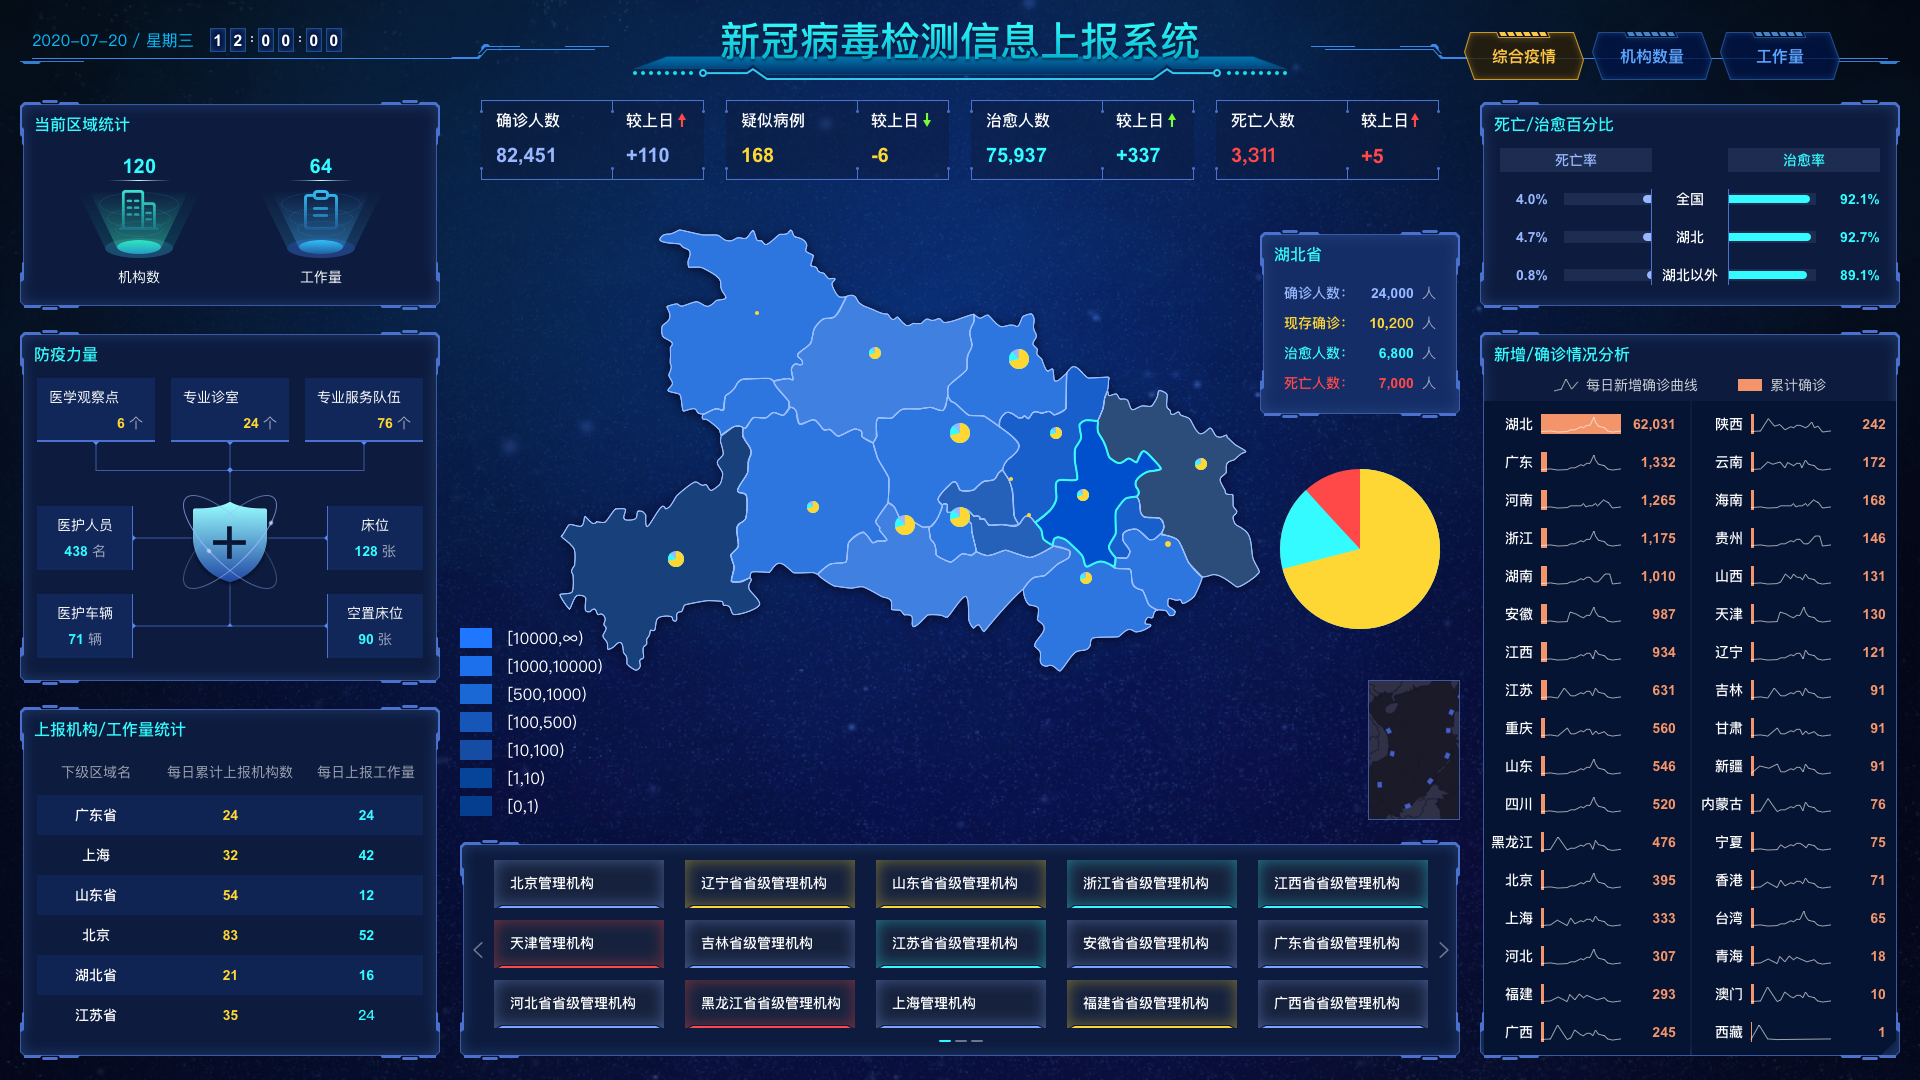 2020-07-20 / 星期三 12:00:00
新冠病毒检测信息上报系统
综合疫情 机构数量 工作量
当前区域统计
120 64
机构数 工作量
防疫力量
医学观察点 专业诊室 专业服务队伍
6 个 24 个 76 个
医护人员 床位
438 名 128 张
医护车辆 空置床位
71 辆 90 张
上报机构/工作量统计
下级区域名 每日累计上报机构数 每日上报工作量
广东省 24 24
上海 32 42
山东省 54 12
北京 83 52
湖北省 21 16
江苏省 35 24
确诊人数 较上日
82,451 +110
疑似病例 较上日
168 -6
治愈人数 较上日
75,937 +337
死亡人数 较上日
3,311 +5
湖北省
确诊人数: 24,000 人
现存确诊: 10,200 人
治愈人数: 6,800 人
死亡人数: 7,000 人
[10000,∞)
[1000,10000)
[500,1000)
[100,500)
[10,100)
[1,10)
[0,1)
北京管理机构 辽宁省省级管理机构 山东省省级管理机构 浙江省省级管理机构 江西省省级管理机构
天津管理机构 吉林省省级管理机构 江苏省省级管理机构 安徽省省级管理机构 广东省省级管理机构
河北省省级管理机构 黑龙江省省级管理机构 上海管理机构 福建省省级管理机构 广西省省级管理机构
死亡/治愈百分比
死亡率 治愈率
4.0% 全国 92.1%
4.7% 湖北 92.7%
0.8% 湖北以外 89.1%
新增/确诊情况分析
每日新增确诊曲线 累计确诊
湖北 62,031 陕西 242
广东 1,332 云南 172
河南 1,265 海南 168
浙江 1,175 贵州 146
湖南 1,010 山西 131
安徽 987 天津 130
江西 934 辽宁 121
江苏 631 吉林 91
重庆 560 甘肃 91
山东 546 新疆 91
四川 520 内蒙古 76
黑龙江 476 宁夏 75
北京 395 香港 71
上海 333 台湾 65
河北 307 青海 18
福建 293 澳门 10
广西 245 西藏 1